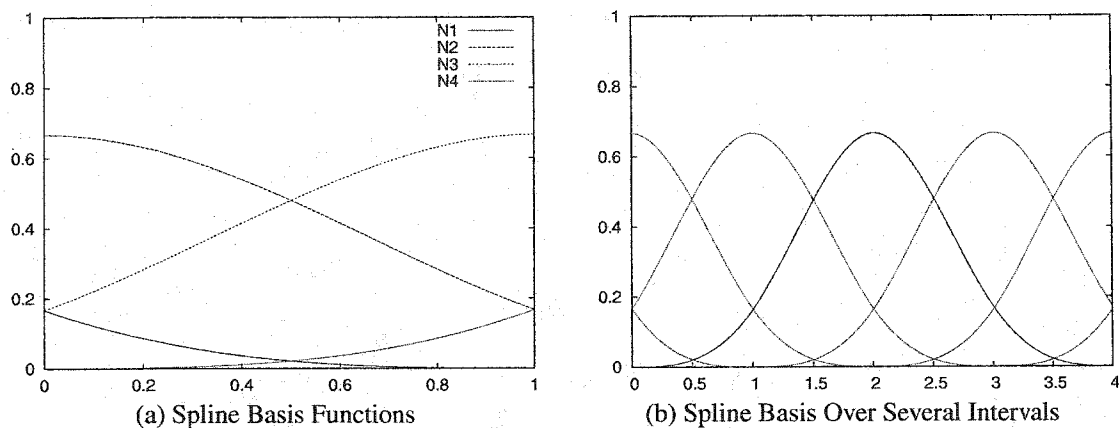 1
0.8
0.6
0.4
0.2
0
N1
N2
N3
N4
0 0.2 0.4 0.6 0.8 1
(a) Spline Basis Functions
1
0.8
0.6
0.4
0.2
0
0 0.5 1 1.5 2 2.5 3 3.5 4
(b) Spline Basis Over Several Intervals